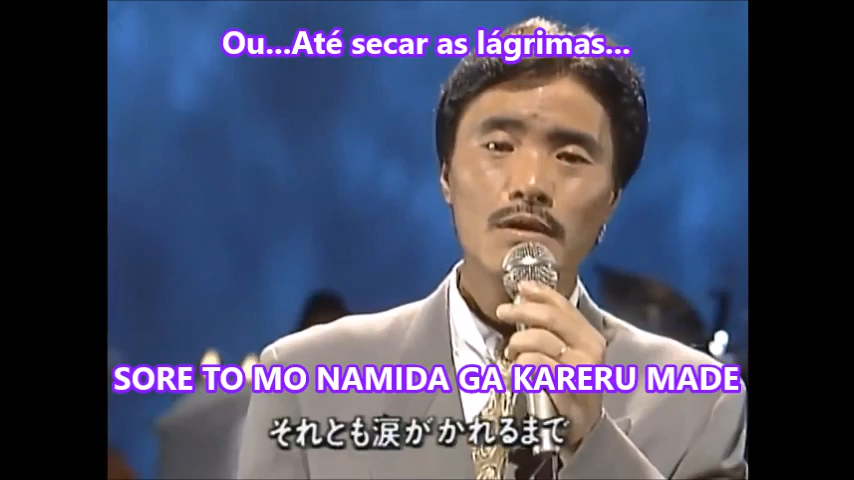 Ou...Até secar as lágrimas...
SORE TO MO NAMIDA GA KARERU MADE
それとも涙がかれるまで